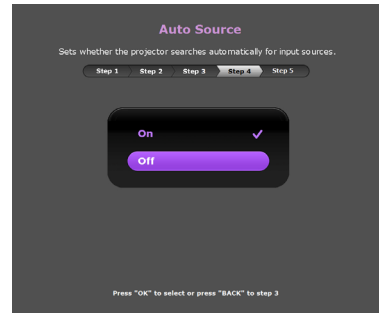 Auto Source
Sets whether the projector searches automatically for input sources.
Step 1 Step 2 Step 3 Step 4 Step 5
On
Off
Press "OK" to select or press "BACK" to step 3